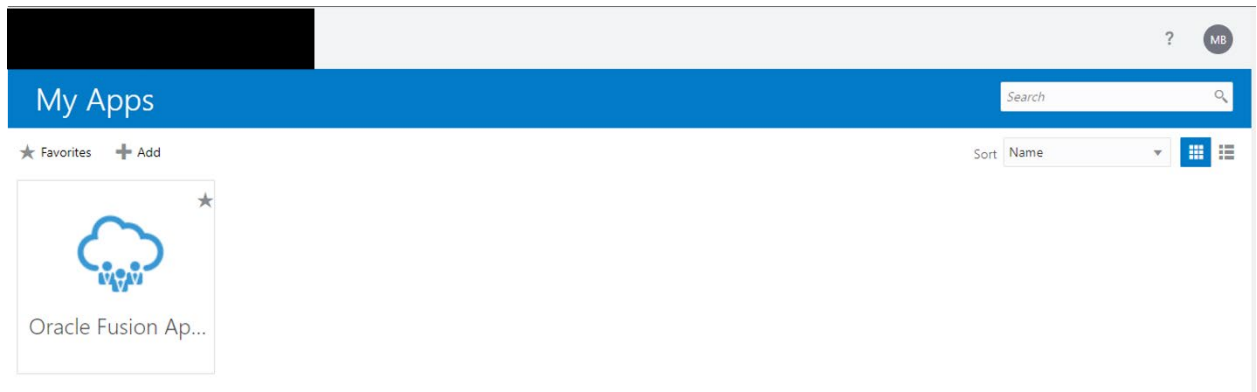 ?
MB
My Apps
Search
Favorites
Add
Sort
Name
Oracle Fusion Ap...